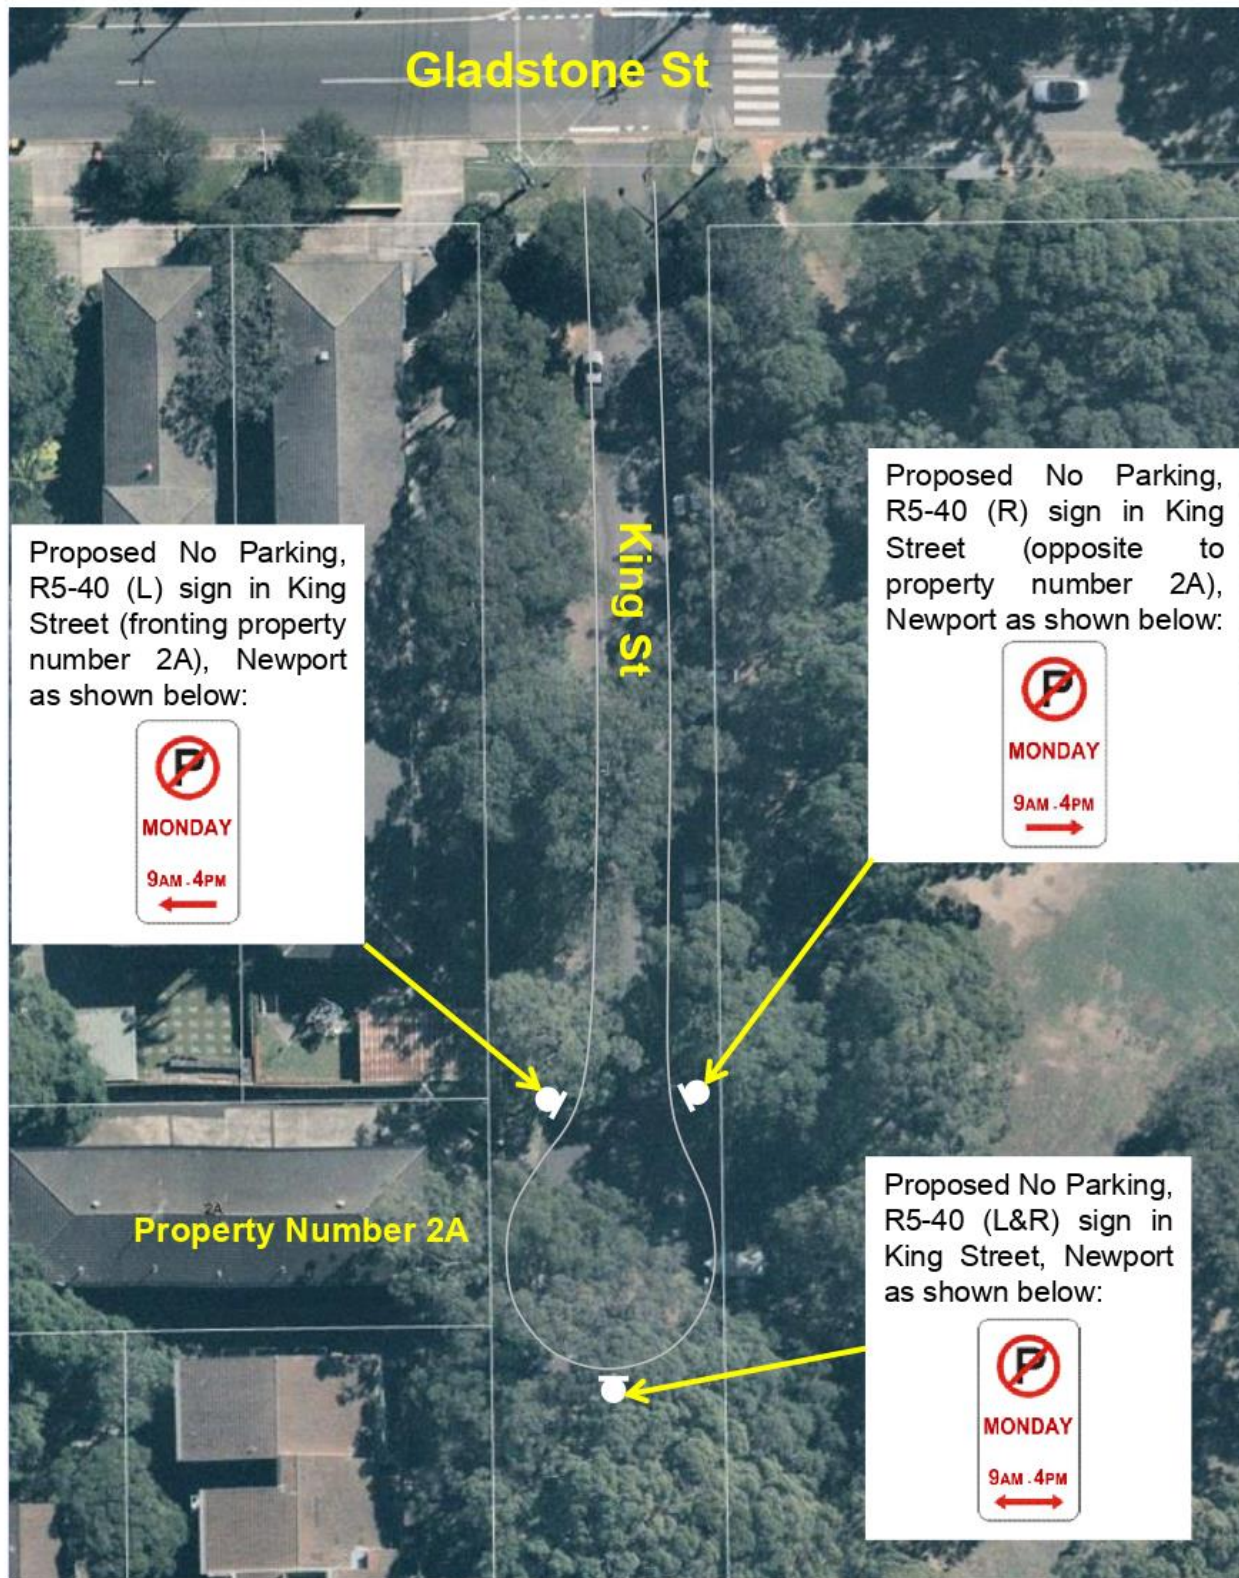 Gladstone St
King St
Proposed No Parking,
R5-40 (R) sign in King
Street (opposite to
property number 2A),
Newport as shown below:
P
MONDAY
9AM - 4PM
Proposed No Parking,
R5-40 (L) sign in King
Street (fronting property
number 2A), Newport
as shown below:
P
MONDAY
9AM - 4PM
2A
Property Number 2A
Proposed No Parking,
R5-40 (L&R) sign in
King Street, Newport
as shown below:
P
MONDAY
9AM - 4PM